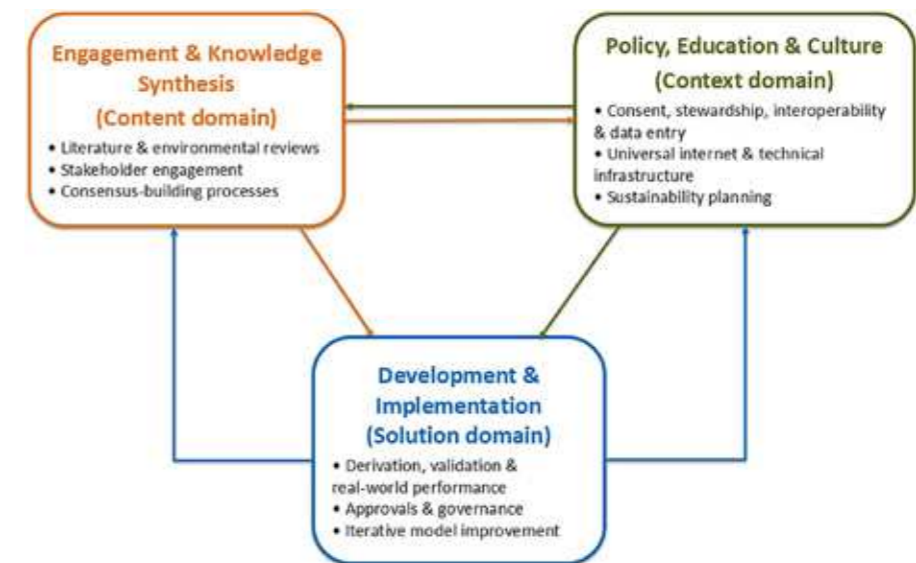 Engagement & Knowledge
Synthesis
(Content domain)
• Literature & environmental reviews
• Stakeholder engagement
• Consensus-building processes
Policy, Education & Culture
(Context domain)
• Consent, stewardship, interoperability
& data entry
• Universal internet & technical
infrastructure
• Sustainability planning
Development &
Implementation
(Solution domain)
• Derivation, validation &
real-world performance
• Approvals & governance
• Iterative model improvement